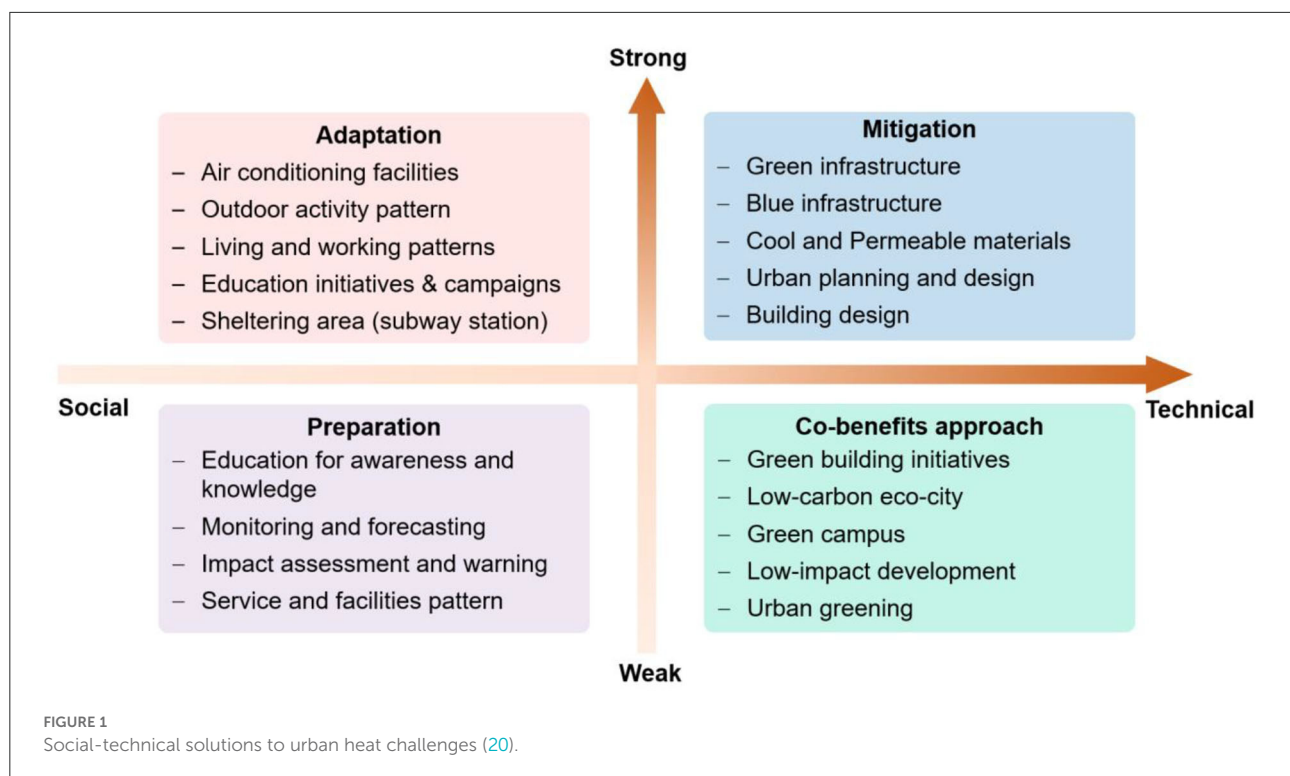 Strong
Adaptation
– Air conditioning facilities
– Outdoor activity pattern
– Living and working patterns
– Education initiatives & campaigns
– Sheltering area (subway station)
Mitigation
– Green infrastructure
– Blue infrastructure
– Cool and Permeable materials
– Urban planning and design
– Building design
Social
Technical
Preparation
– Education for awareness and
knowledge
– Monitoring and forecasting
– Impact assessment and warning
– Service and facilities pattern
Co-benefits approach
– Green building initiatives
– Low-carbon eco-city
– Green campus
– Low-impact development
– Urban greening
Weak
FIGURE 1
Social-technical solutions to urban heat challenges (20).